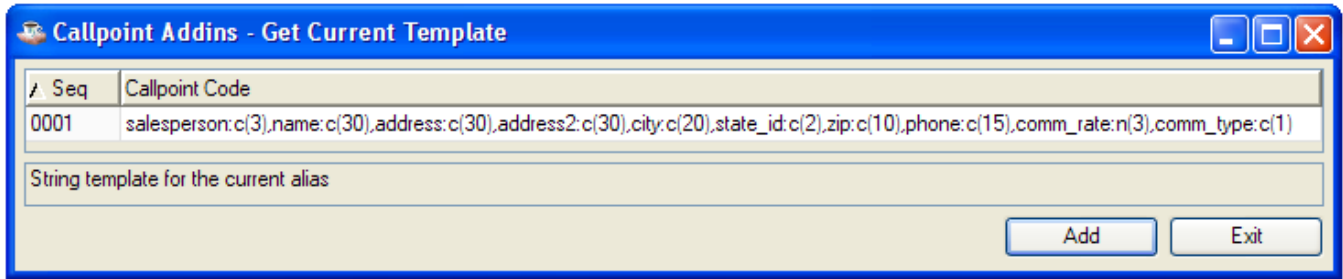 Callpoint Addins - Get Current Template
Seq Callpoint Code
0001 salesperson:c(3),name:c(30),address:c(30),address2:c(30),city:c(20),state_id:c(2),zip:c(10),phone:c(15),comm_rate:n(3),comm_type:c(1)
String template for the current alias
Add Exit